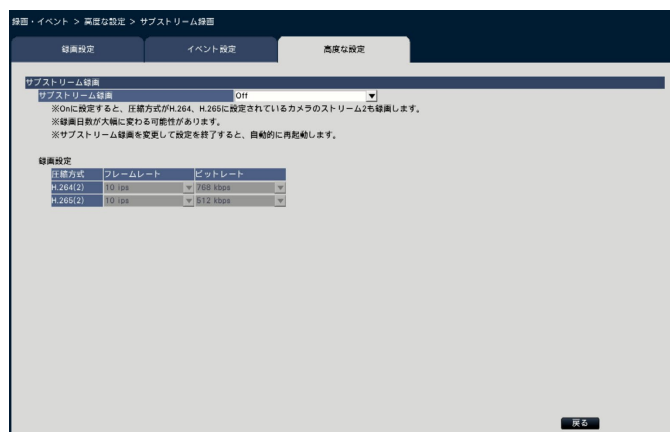 録画・イベント > 高度な設定 > サブストリーム録画
録画設定 イベント設定 高度な設定
サブストリーム録画
サブストリーム録画 Off
※Onに設定すると、圧縮方式がH.264、H.265に設定されているカメラのストリーム2も録画します。
※録画日数が大幅に変わる可能性があります。
※サブストリーム録画を変更して設定を終了すると、自動的に再起動します。
録画設定
圧縮方式 フレームレート ビットレート
H.264(2) 10 ips 768 kbps
H.265(2) 10 ips 512 kbps
戻る